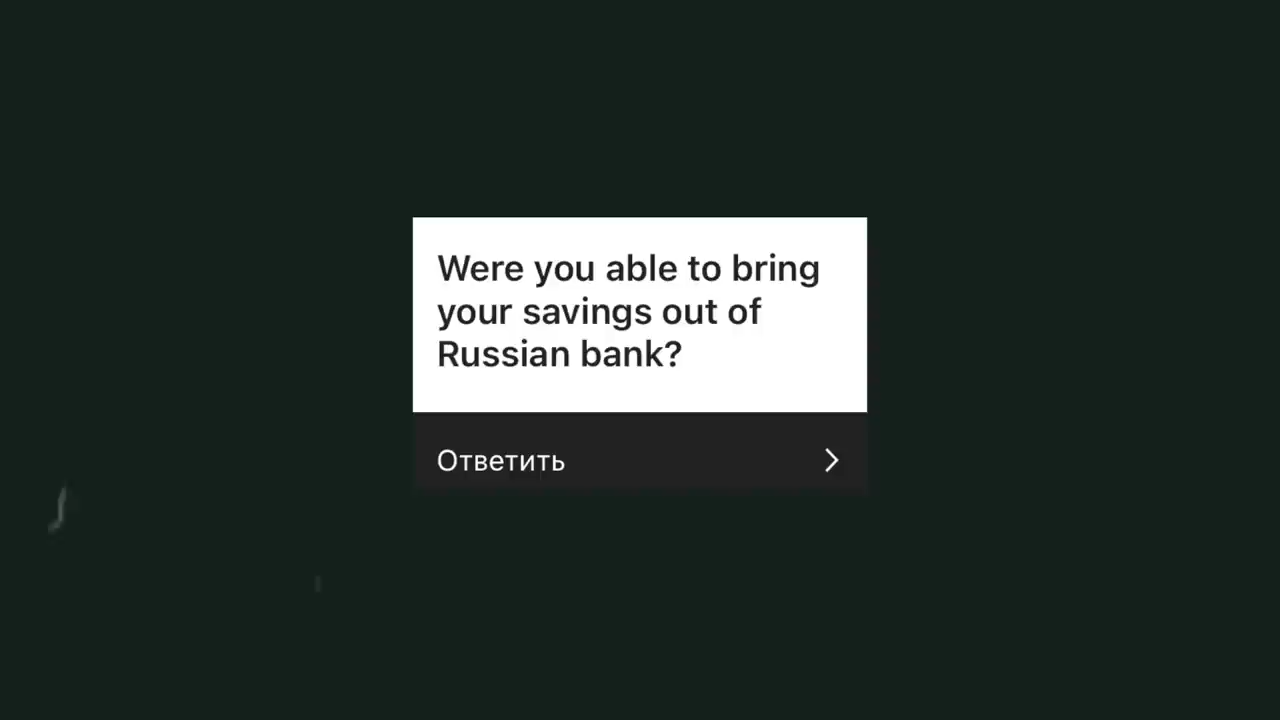 Were you able to bring
your savings out of
Russian bank?
Ответить